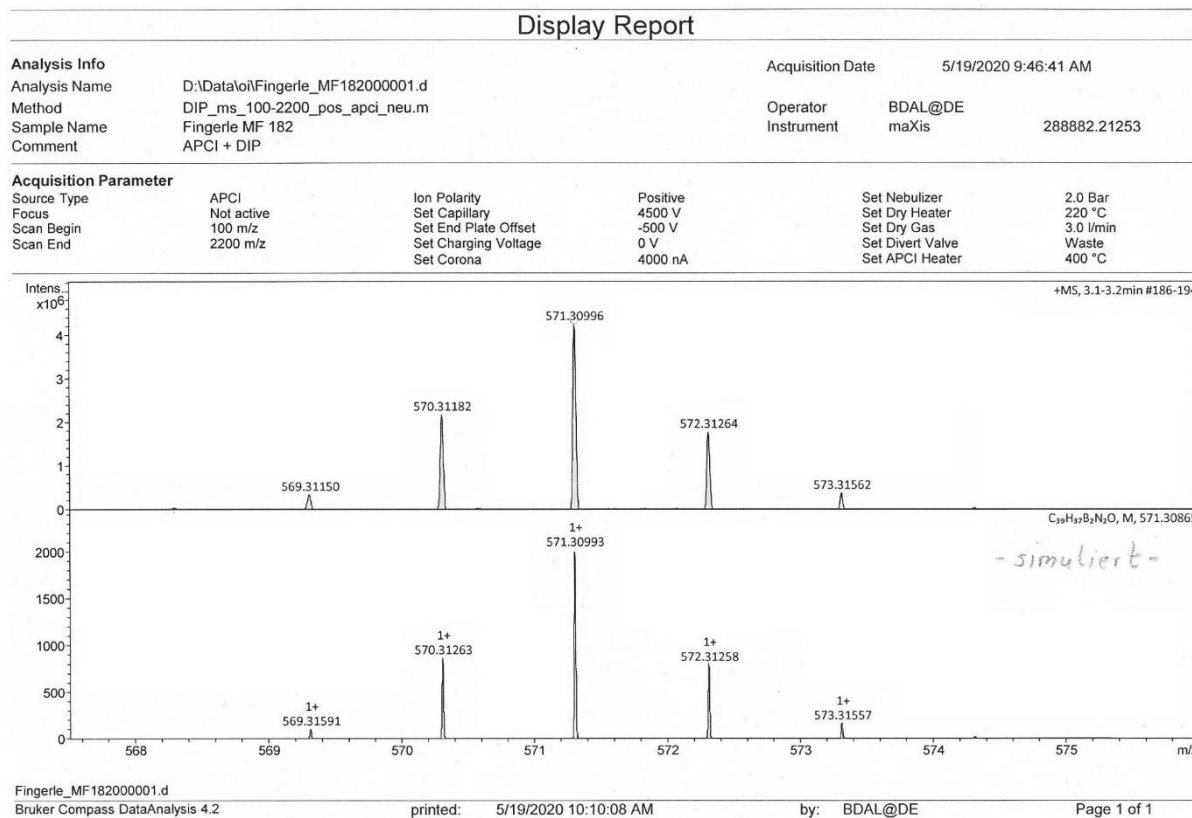 Display Report
Analysis Info
Acquisition Date 5/19/2020 9:46:41 AM
Analysis Name D:\Data\oi\Fingerle_MF182000001.d
Method DIP_ms_100-2200_pos_apci_neu.m
Operator BDAL@DE
Sample Name Fingerle MF 182
Instrument maXis 288882.21253
Comment APCI + DIP
Acquisition Parameter
Source Type APCI Ion Polarity Positive Set Nebulizer 2.0 Bar
Focus Not active Set Capillary 4500 V Set Dry Heater 220 °C
Scan Begin 100 m/z Set End Plate Offset -500 V Set Dry Gas 3.0 l/min
Scan End 2200 m/z Set Charging Voltage 0 V Set Divert Valve Waste
Set Corona 4000 nA Set APCI Heater 400 °C
Intens.
x10⁶
+MS, 3.1-3.2min #186-194
571.30996
4
3
570.31182
572.31264
2
1
569.31150
573.31562
0
C₃₉H₃₇B₂N₂O, M, 571.30865
1+
571.30993
2000
- simuliert -
1500
1+
570.31263
1+
572.31258
1000
500
1+
569.31591
1+
573.31557
0
568 569 570 571 572 573 574 575 m/z
Fingerle_MF182000001.d
Bruker Compass DataAnalysis 4.2 printed: 5/19/2020 10:10:08 AM by: BDAL@DE Page 1 of 1